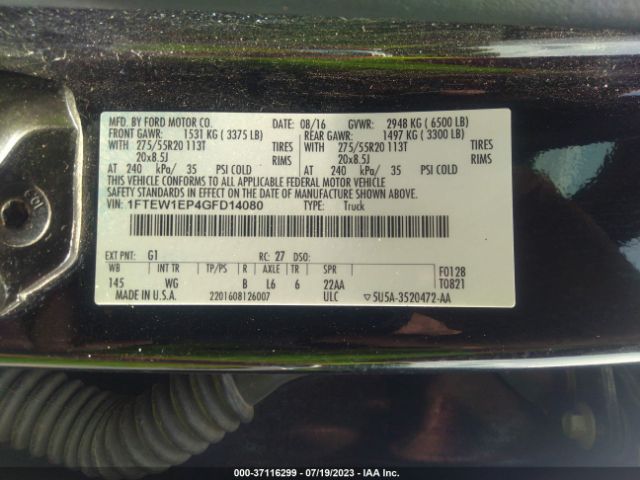 MFD. BY FORD MOTOR CO. DATE: 08/16 GVWR: 2948 KG ( 6500 LB)
FRONT GAWR: 1531 KG ( 3375 LB) REAR GAWR: 1497 KG ( 3300 LB)
WITH 275/55R20 113T TIRES WITH 275/55R20 113T TIRES
20x8.5J RIMS 20x8.5J RIMS
AT 240 kPa/ 35 PSI COLD AT 240 kPa/ 35 PSI COLD
THIS VEHICLE CONFORMS TO ALL APPLICABLE FEDERAL MOTOR VEHICLE
SAFETY STANDARDS IN EFFECT ON THE DATE OF MANUFACTURE SHOWN ABOVE.
VIN: 1FTEW1EP4GFD14080 TYPE: Truck
EXT PNT: G1 RC: 27 DSO:
WB INT TR TP/PS R AXLE TR SPR F0128
145 WG B L6 6 22AA T0821
MADE IN U.S.A. 2201608126007 ULC 5U5A-3520472-AA
000-37116299 - 07/19/2023 - IAA Inc.